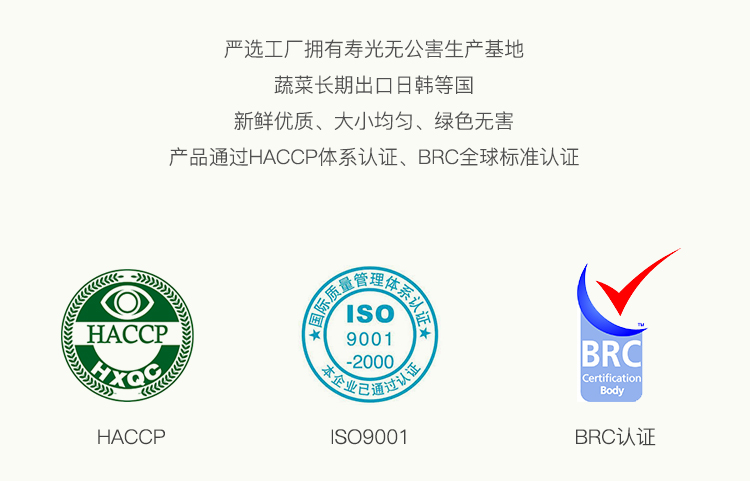 严选工厂拥有寿光无公害生产基地
蔬菜长期出口日韩等国
新鲜优质、大小均匀、绿色无害
产品通过HACCP体系认证、BRC全球标准认证
HACCP
HXQC
国际质量管理体系认证
ISO
9001
-2000
本企业已通过认证
BRC
TM
Certification
Body
HACCP
ISO9001
BRC认证